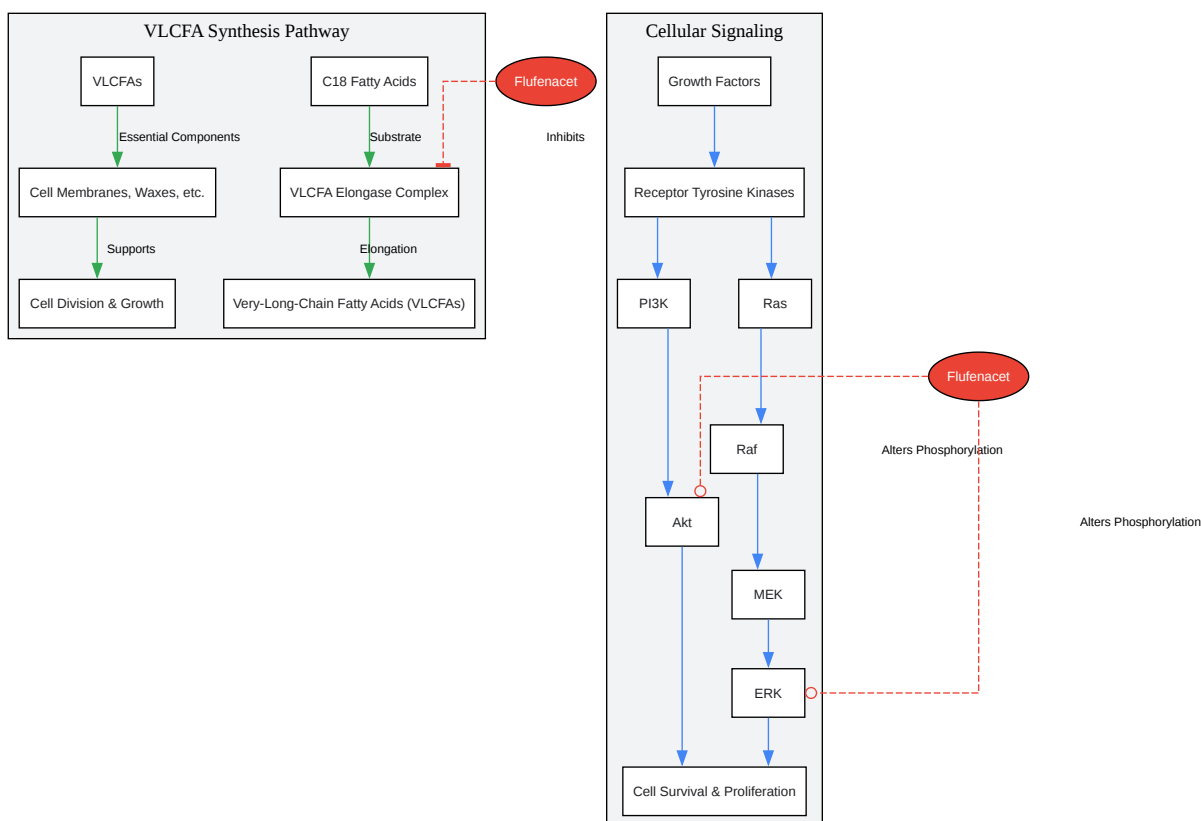 VLCFA Synthesis Pathway
VLCFAs
C18 Fatty Acids
Flufenacet
Essential Components
Substrate
Inhibits
Cell Membranes, Waxes, etc.
VLCFA Elongase Complex
Supports
Elongation
Cell Division & Growth
Very-Long-Chain Fatty Acids (VLCFAs)
Cellular Signaling
Growth Factors
Receptor Tyrosine Kinases
PI3K
Ras
Flufenacet
Raf
Alters Phosphorylation
Akt
Alters Phosphorylation
MEK
ERK
Cell Survival & Proliferation